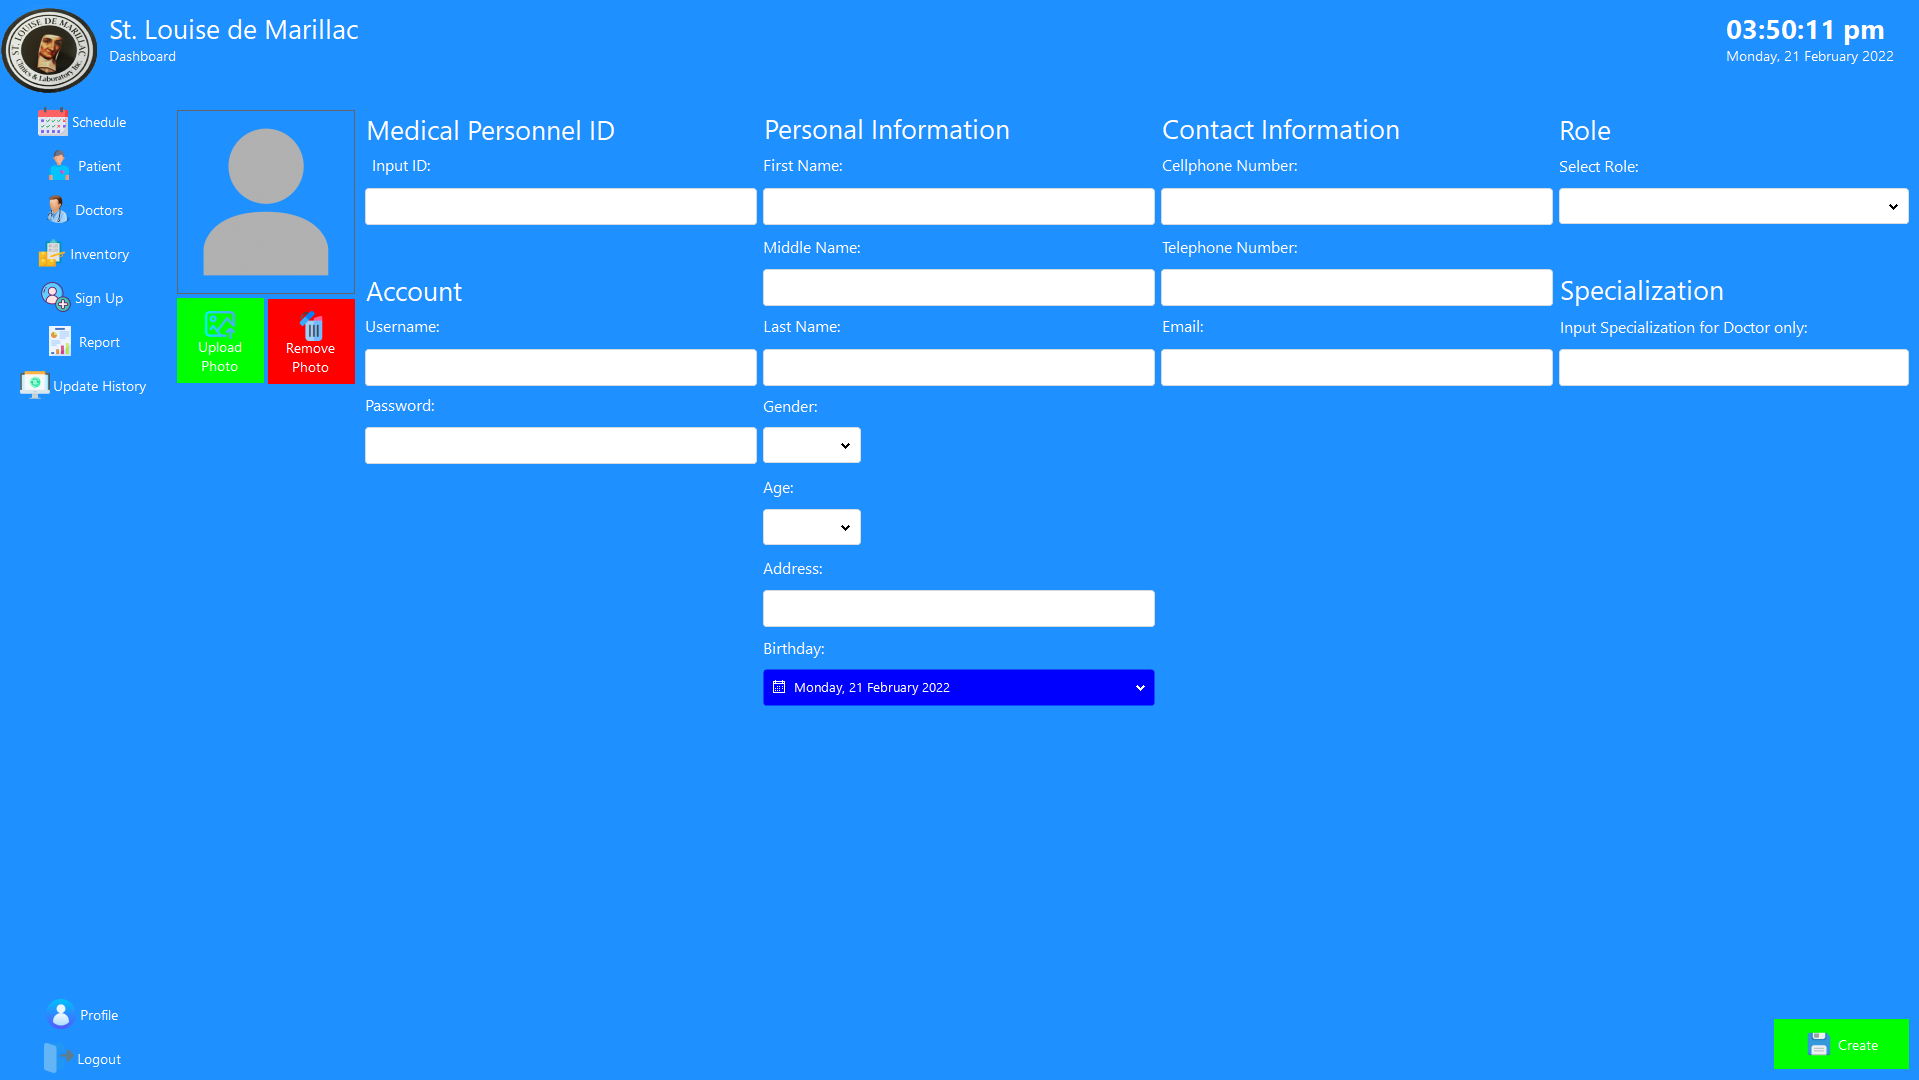 St. Louise de Marillac
Dashboard
03:50:11 pm
Monday, 21 February 2022
ST. LOUISE DE MARILLAC
Clinics & Laboratory Inc.
Schedule
Patient
Doctors
Inventory
Sign Up
Report
Update History
Upload
Photo
Remove
Photo
Medical Personnel ID
Input ID:
Account
Username:
Password:
Personal Information
First Name:
Middle Name:
Last Name:
Gender:
Age:
Address:
Birthday:
Monday, 21 February 2022
Contact Information
Cellphone Number:
Telephone Number:
Email:
Role
Select Role:
Specialization
Input Specialization for Doctor only:
Profile
Logout
Create